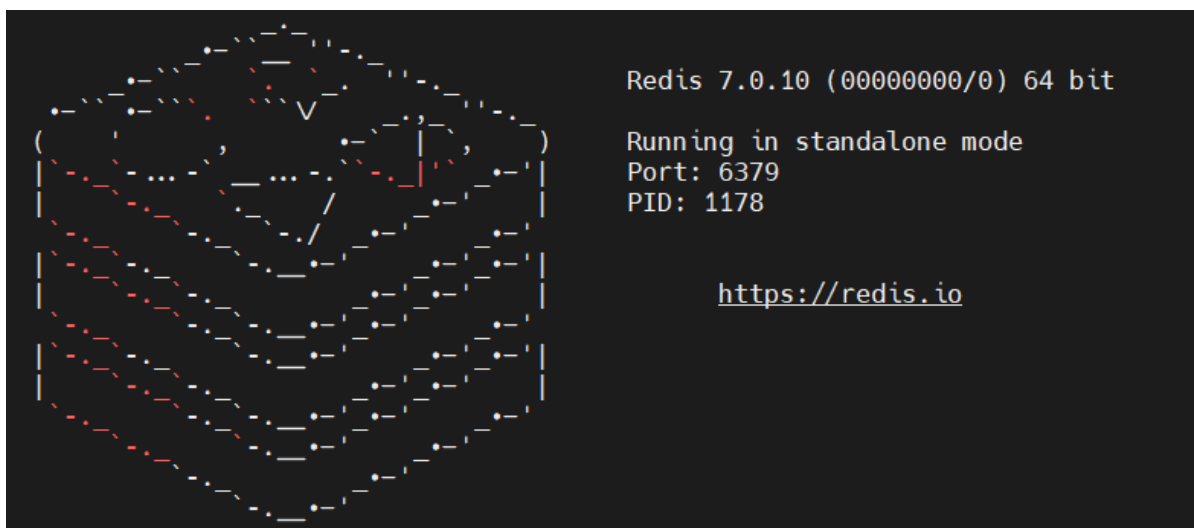 Redis 7.0.10 (00000000/0) 64 bit
Running in standalone mode
Port: 6379
PID: 1178
https://redis.io